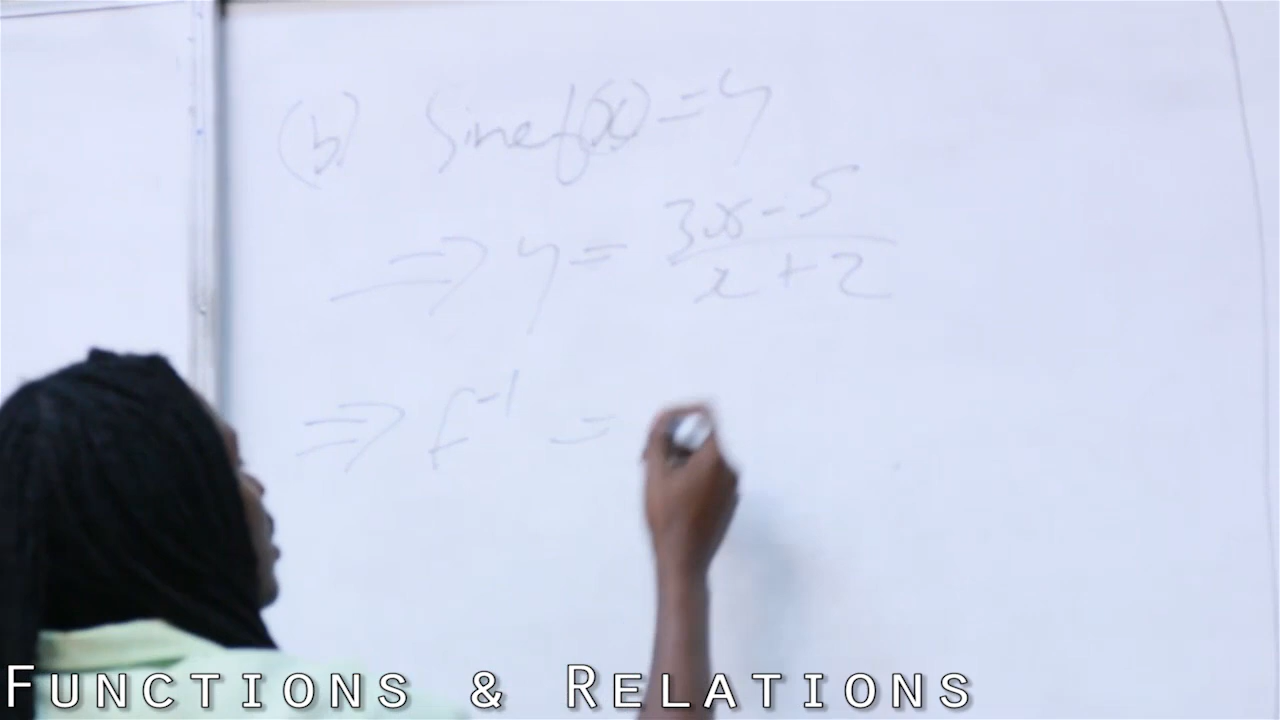 (b) Since f(x) = y
⇒ y = 3x - 5 / x + 2
⇒ f⁻¹ =
FUNCTIONS & RELATIONS